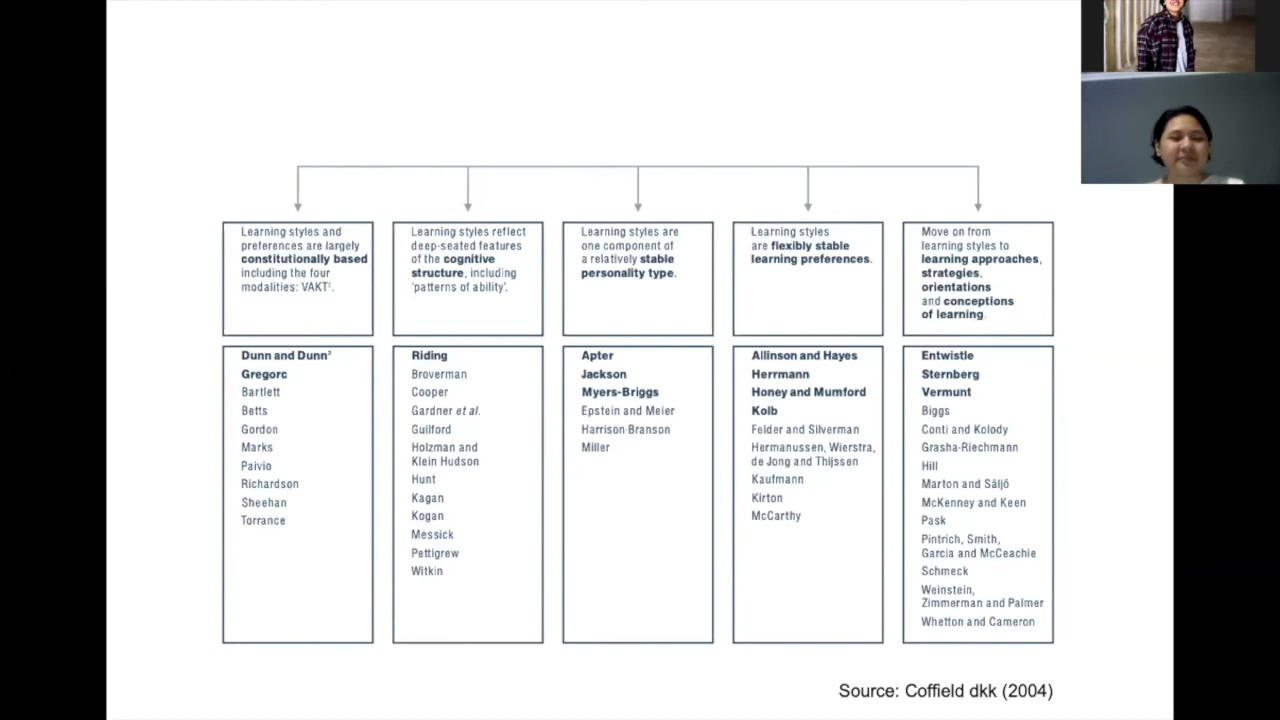 Learning styles and
preferences are largely
constitutionally based
including the four
modalities: VAKT².
Learning styles reflect
deep-seated features
of the cognitive
structure, including
'patterns of ability'.
Learning styles are
one component of
a relatively stable
personality type.
Learning styles
are flexibly stable
learning preferences.
Move on from
learning styles to
learning approaches,
strategies,
orientations
and conceptions
of learning.
Dunn and Dunn³
Gregorc
Bartlett
Betts
Gordon
Marks
Paivio
Richardson
Sheehan
Torrance
Riding
Broverman
Cooper
Gardner et al.
Guilford
Holzman and
Klein Hudson
Hunt
Kagan
Kogan
Messick
Pettigrew
Witkin
Apter
Jackson
Myers-Briggs
Epstein and Meier
Harrison-Branson
Miller
Allinson and Hayes
Herrmann
Honey and Mumford
Kolb
Felder and Silverman
Hermanussen, Wierstra,
de Jong and Thijssen
Kaufmann
Kirton
McCarthy
Entwistle
Sternberg
Vermunt
Biggs
Conti and Kolody
Grasha-Riechmann
Hill
Marton and Säljö
McKenney and Keen
Pask
Pintrich, Smith,
Garcia and McCeachie
Schmeck
Weinstein,
Zimmerman and Palmer
Whetton and Cameron
Source: Coffield dkk (2004)